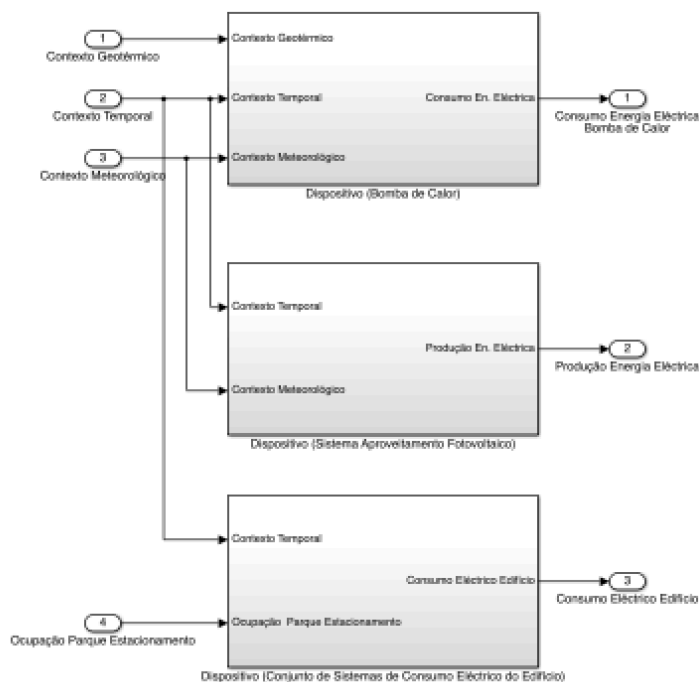 1
Contexto Geotérmico
Contexto Geotérmico
2
Contexto Temporal
Contexto Temporal
Consumo En. Eléctrica
1
Consumo Energia Eléctrica
Bomba de Calor
3
Contexto Meteorológico
Contexto Meteorológico
Dispositivo (Bomba de Calor)
Contexto Temporal
Produção En. Eléctrica
2
Produção Energia Eléctrica
Contexto Meteorológico
Dispositivo (Sistema Aproveitamento Fotovoltaico)
Contexto Temporal
Consumo Eléctrico Edifício
3
Consumo Eléctrico Edifício
4
Ocupação Parque Estacionamento
Ocupação Parque Estacionamento
Dispositivo (Conjunto de Sistemas de Consumo Eléctrico do Edifício)